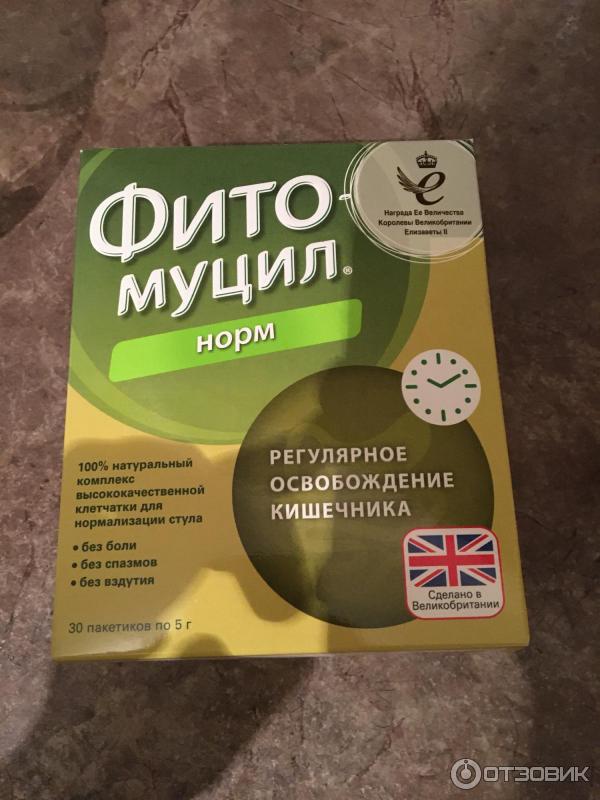 Награда Ее Величества
Королевы Великобритании
Елизаветы II
ФИТО-
МУЦИЛ®
норм
100% натуральный
комплекс
высококачественной
клетчатки для
нормализации стула
• без боли
• без спазмов
• без вздутия
РЕГУЛЯРНОЕ
ОСВОБОЖДЕНИЕ
КИШЕЧНИКА
Сделано в
Великобритании
30 пакетиков по 5 г
ОТЗОВИК